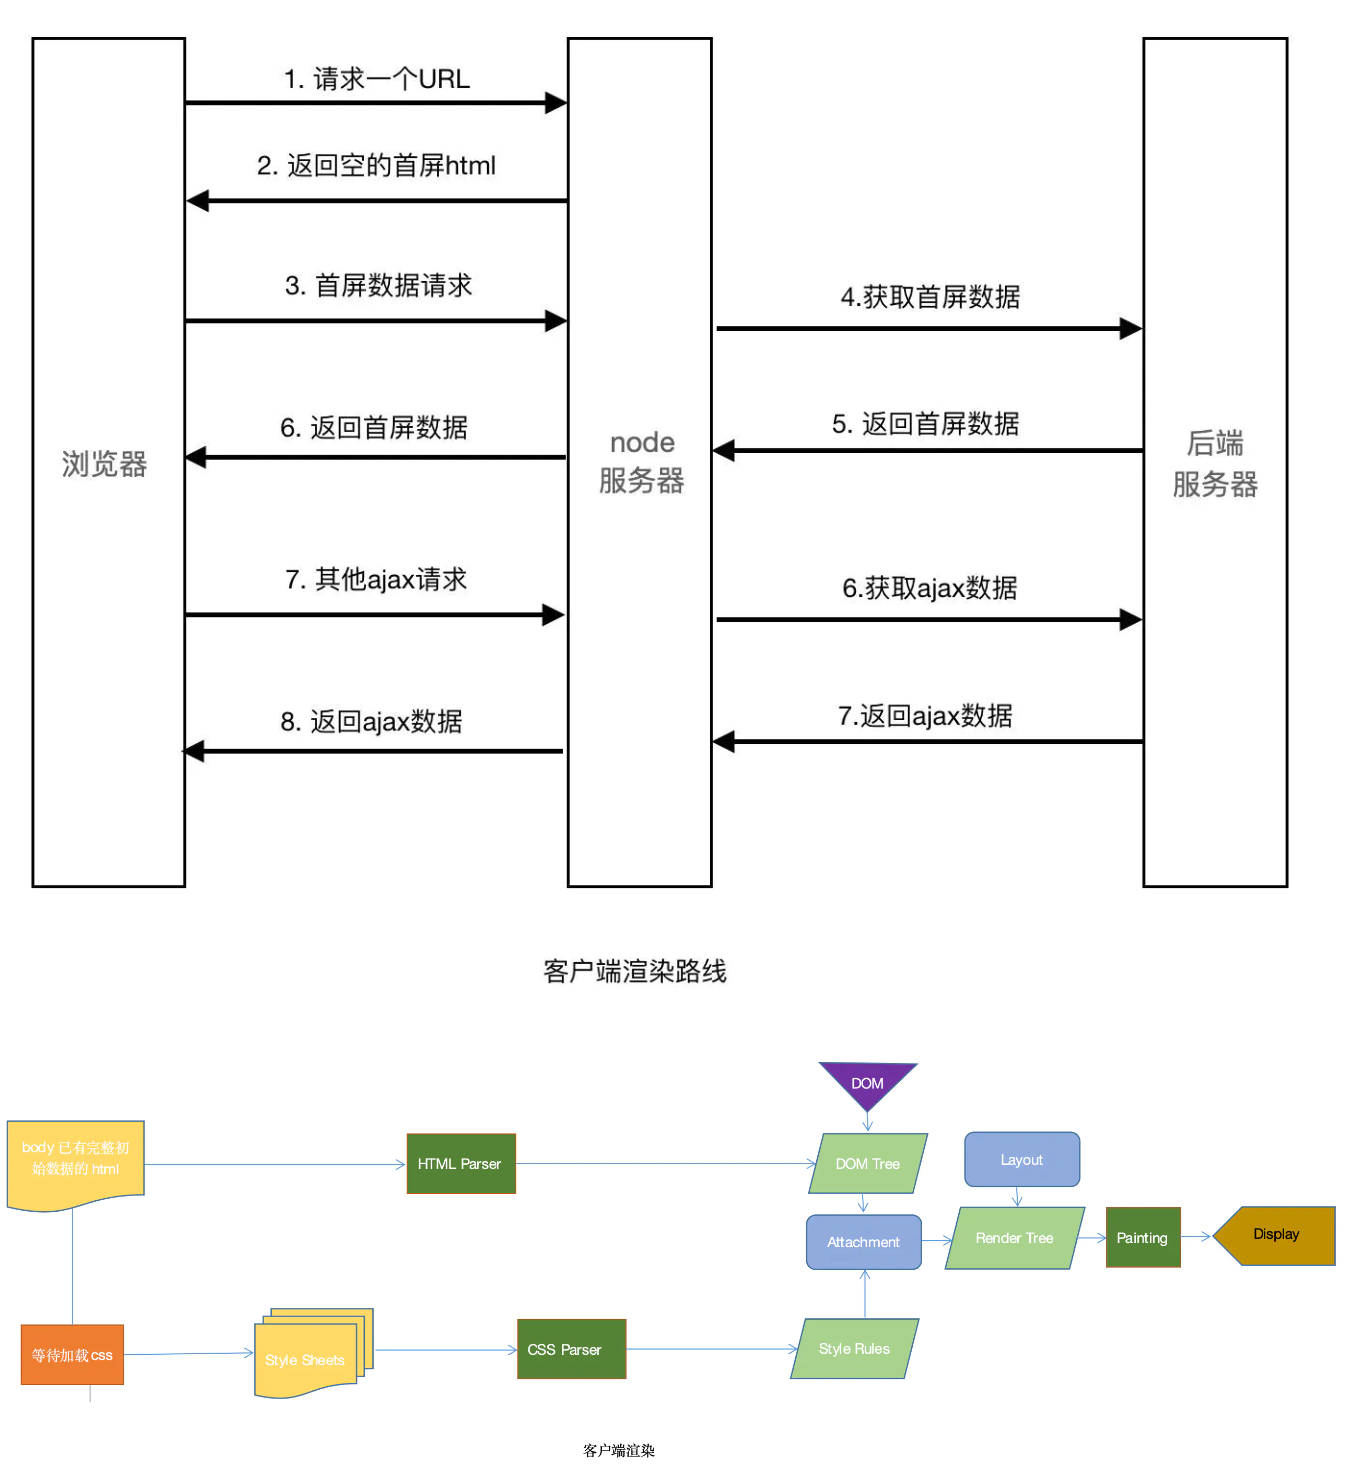 1. 请求一个URL
2. 返回空的首屏html
3. 首屏数据请求
4.获取首屏数据
6. 返回首屏数据
5. 返回首屏数据
浏览器
node
服务器
后端
服务器
7. 其他ajax请求
6.获取ajax数据
8. 返回ajax数据
7.返回ajax数据
客户端渲染路线
DOM
body 已有完整初
始数据的 html
HTML Parser
DOM Tree
Layout
Attachment
Render Tree
Painting
Display
等待加载 css
Style Sheets
CSS Parser
Style Rules
客户端渲染